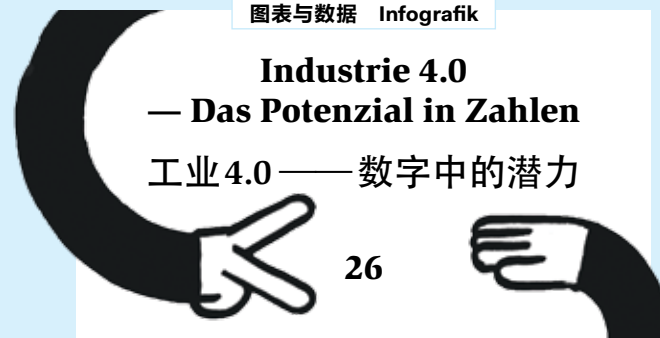 图表与数据 Infografik
Industrie 4.0
— Das Potenzial in Zahlen
工业4.0——数字中的潜力
26